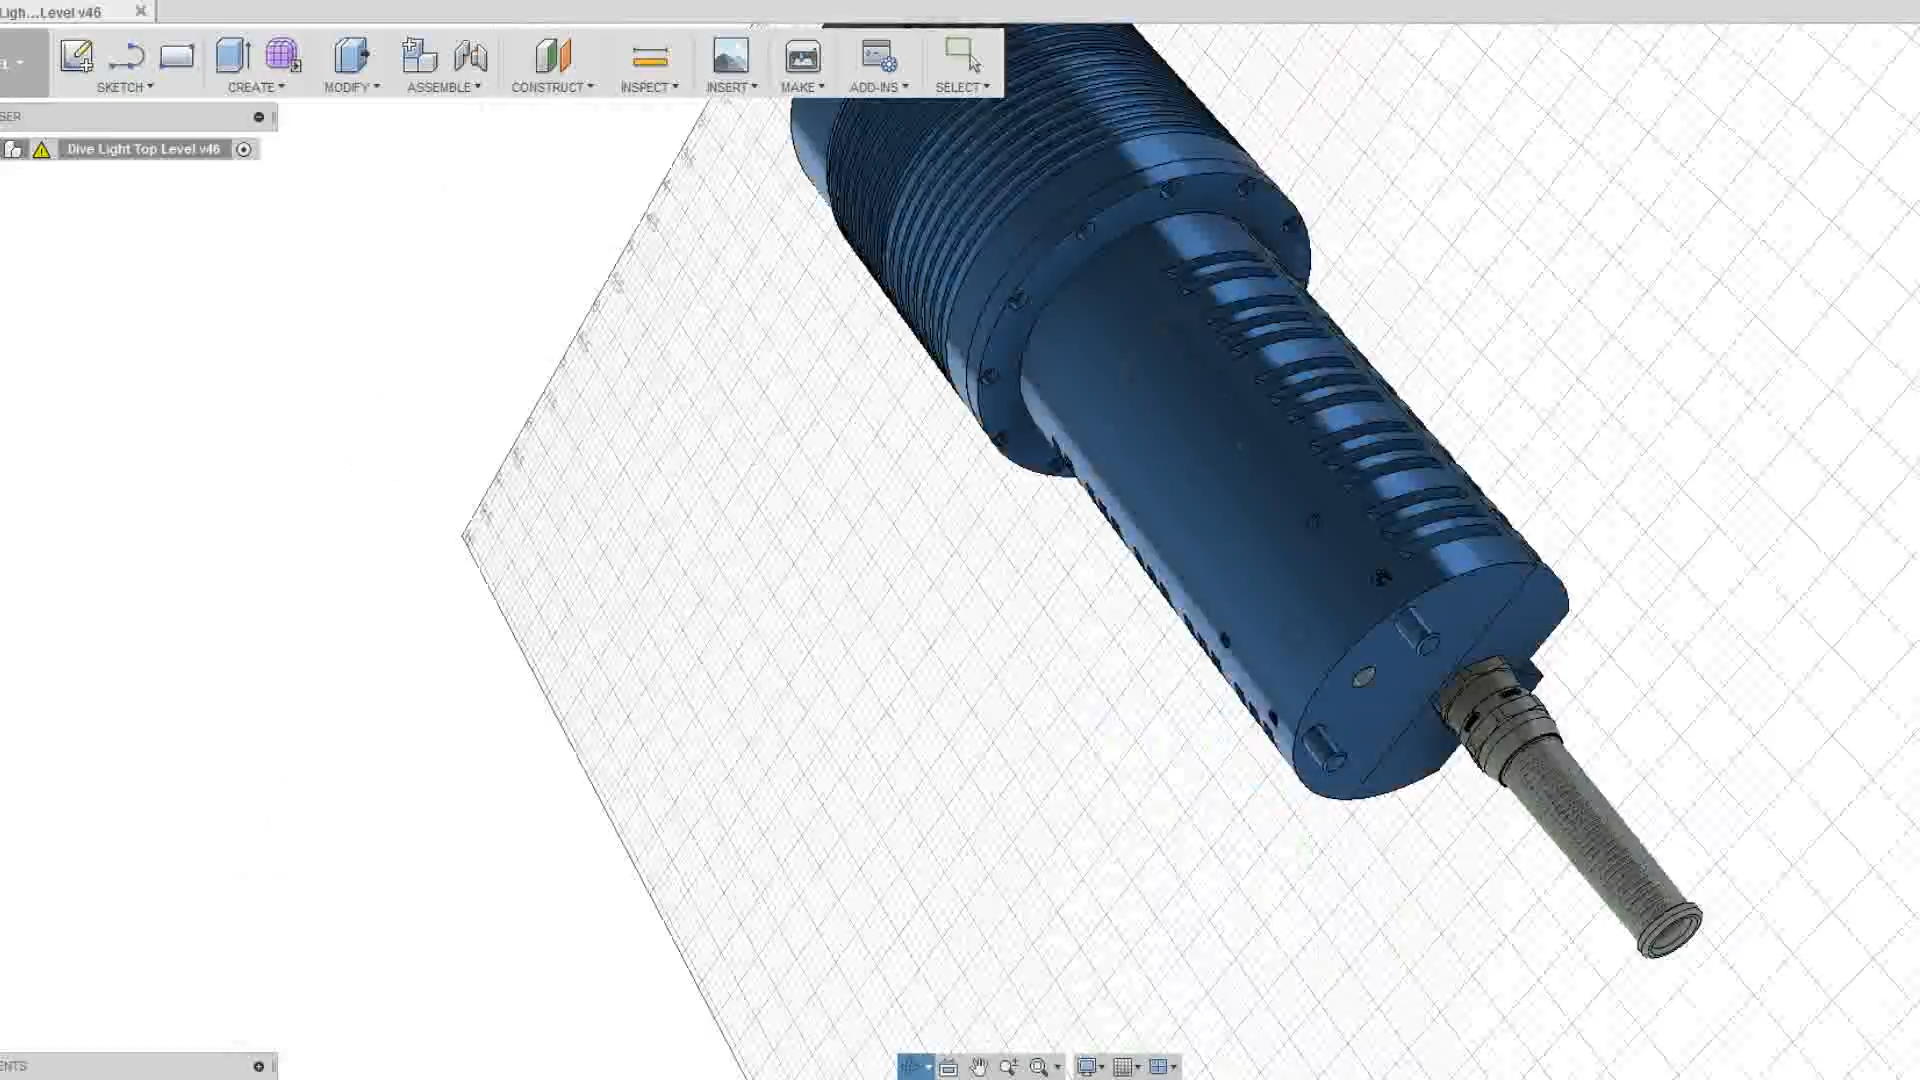 Ligh...Level v46
SKETCH
CREATE
MODIFY
ASSEMBLE
CONSTRUCT
INSPECT
INSERT
MAKE
ADD-INS
SELECT
SER
Dive Light Top Level v46
ENTS